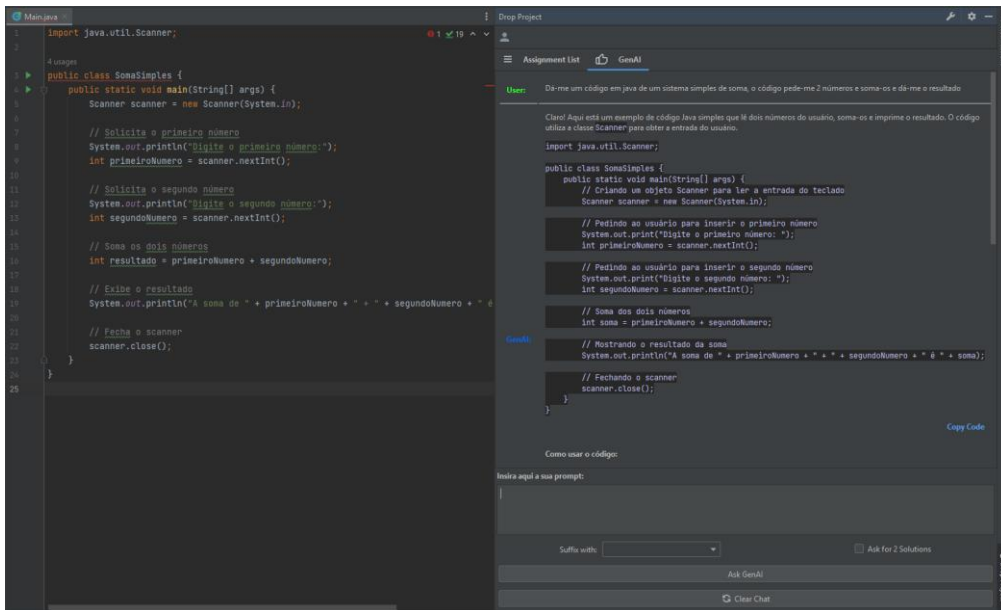 Main.java
1 19
import java.util.Scanner;
4 usages
public class SomaSimples {
public static void main(String[] args) {
Scanner scanner = new Scanner(System.in);
// Solicita o primeiro número
System.out.println("Digite o primeiro número:");
int primeiroNumero = scanner.nextInt();
// Solicita o segundo número
System.out.println("Digite o segundo número:");
int segundoNumero = scanner.nextInt();
// Soma os dois números
int resultado = primeiroNumero + segundoNumero;
// Exibe o resultado
System.out.println("A soma de " + primeiroNumero + " + " + segundoNumero + " é
// Fecha o scanner
scanner.close();
}
}
25
Drop Project
Assignment List GenAI
User: Dá-me um código em java de um sistema simples de soma, o código pede-me 2 números e soma-os e dá-me o resultado
Claro! Aqui está um exemplo de código Java simples que lê dois números do usuário, soma-os e imprime o resultado. O código
utiliza a classe Scanner para obter a entrada do usuário.
import java.util.Scanner;
public class SomaSimples {
public static void main(String[] args) {
// Criando um objeto Scanner para ler a entrada do teclado
Scanner scanner = new Scanner(System.in);
// Pedindo ao usuário para inserir o primeiro número
System.out.print("Digite o primeiro número: ");
int primeiroNumero = scanner.nextInt();
// Pedindo ao usuário para inserir o segundo número
System.out.print("Digite o segundo número: ");
int segundoNumero = scanner.nextInt();
// Soma dos dois números
int soma = primeiroNumero + segundoNumero;
GenAI:
// Mostrando o resultado da soma
System.out.println("A soma de " + primeiroNumero + " + " + segundoNumero + " é " + soma);
// Fechando o scanner
scanner.close();
}
}
Copy Code
Como usar o código:
Insira aqui a sua prompt:
Suffix with: Ask for 2 Solutions
Ask GenAI
Clear Chat